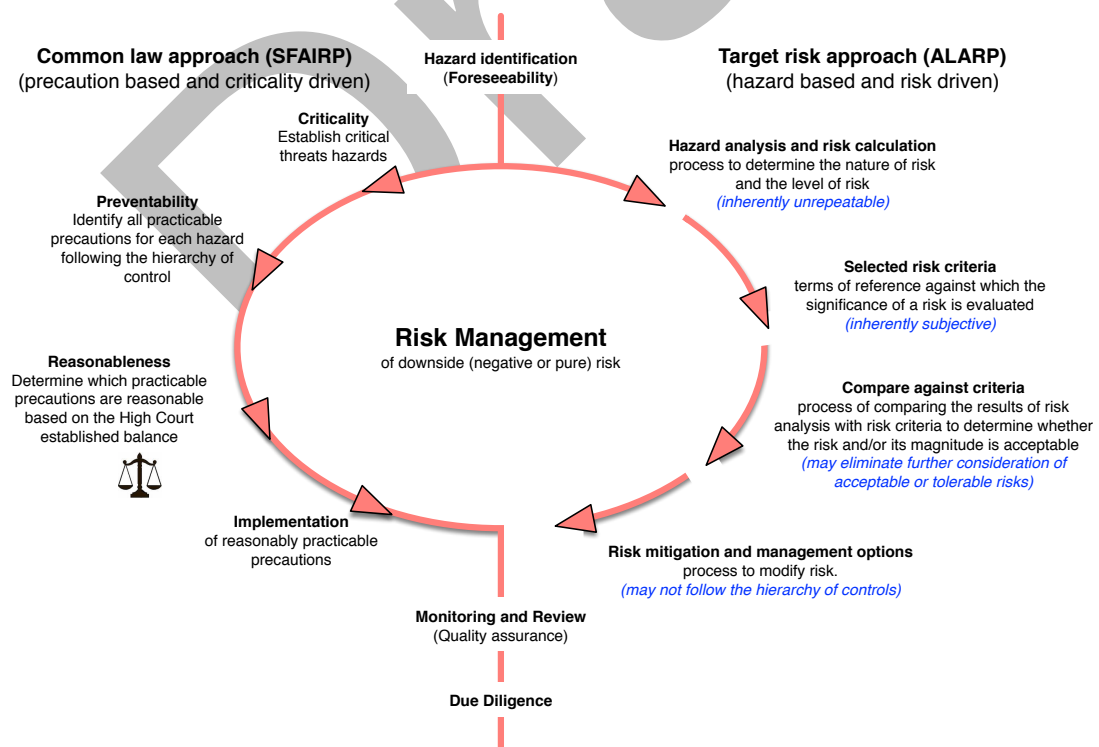 Common law approach (SFAIRP)
(precaution based and criticality driven)
Hazard identification
(Foreseeability)
Target risk approach (ALARP)
(hazard based and risk driven)
Criticality
Establish critical
threats hazards
Preventability
Identify all practicable
precautions for each hazard
following the hierarchy of
control
Reasonableness
Determine which practicable
precautions are reasonable
based on the High Court
established balance
Implementation
of reasonably practicable
precautions
Risk Management
of downside (negative or pure) risk
Hazard analysis and risk calculation
process to determine the nature of risk
and the level of risk
(inherently unrepeatable)
Selected risk criteria
terms of reference against which the
significance of a risk is evaluated
(inherently subjective)
Compare against criteria
process of comparing the results of risk
analysis with risk criteria to determine whether
the risk and/or its magnitude is acceptable
(may eliminate further consideration of
acceptable or tolerable risks)
Risk mitigation and management options
process to modify risk.
(may not follow the hierarchy of controls)
Monitoring and Review
(Quality assurance)
Due Diligence